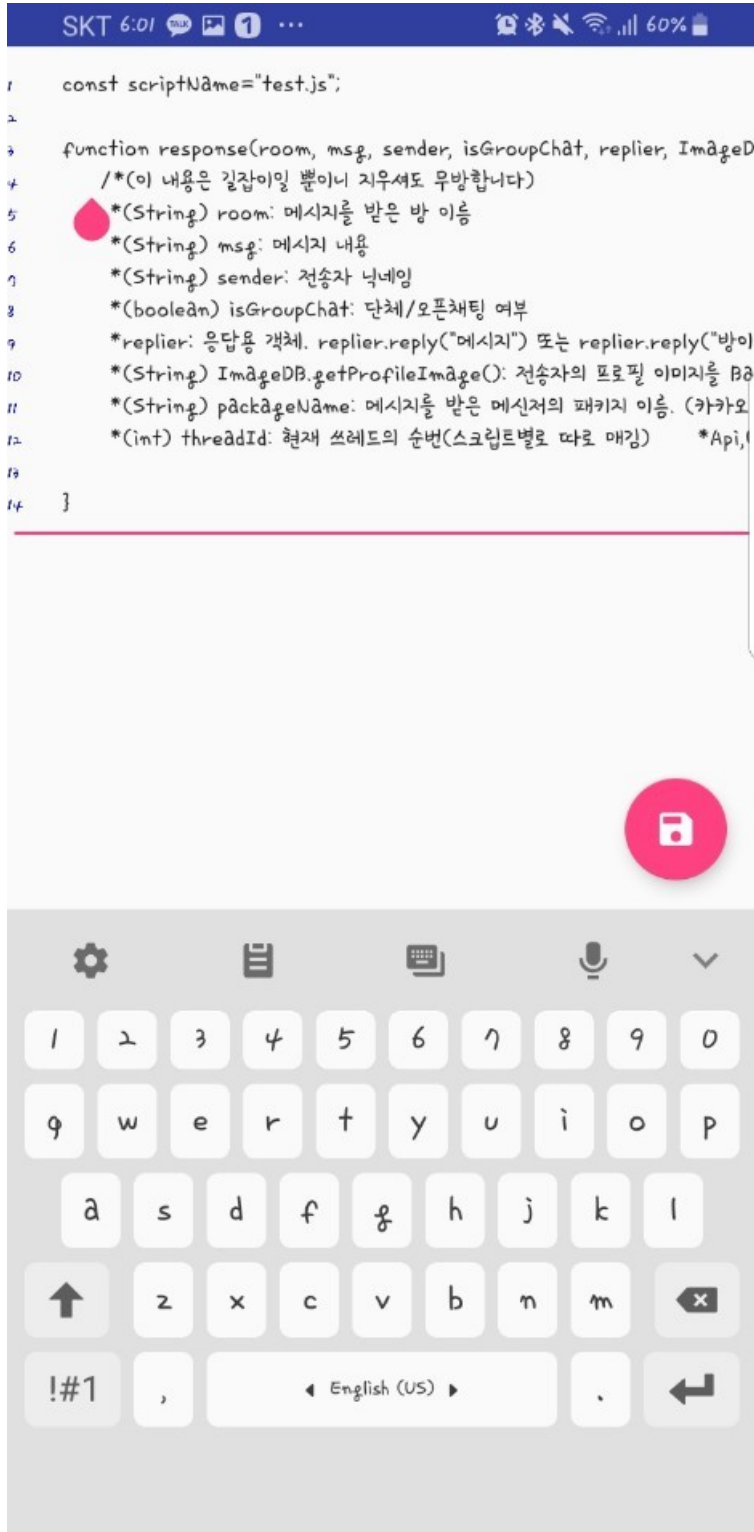 SKT 6:01 TALK 1 ... 60%
1 const scriptName="test.js";
2
3 function response(room, msg, sender, isGroupChat, replier, ImageD
4 /*(이 내용은 길잡이일 뿐이니 지우셔도 무방합니다)
5 *(String) room: 메시지를 받은 방 이름
6 *(String) msg: 메시지 내용
7 *(String) sender: 전송자 닉네임
8 *(boolean) isGroupChat: 단체/오픈채팅 여부
9 *replier: 응답용 객체. replier.reply("메시지") 또는 replier.reply("방이
10 *(String) ImageDB.getProfileImage(): 전송자의 프로필 이미지를 Ba
11 *(String) packageName: 메시지를 받은 메신저의 패키지 이름. (카카오
12 *(int) threadId: 현재 쓰레드의 순번(스크립트별로 따로 매김) *Api,
13
14 }
1 2 3 4 5 6 7 8 9 0
q w e r t y u i o p
a s d f g h j k l
z x c v b n m
!#1 , English (US) .